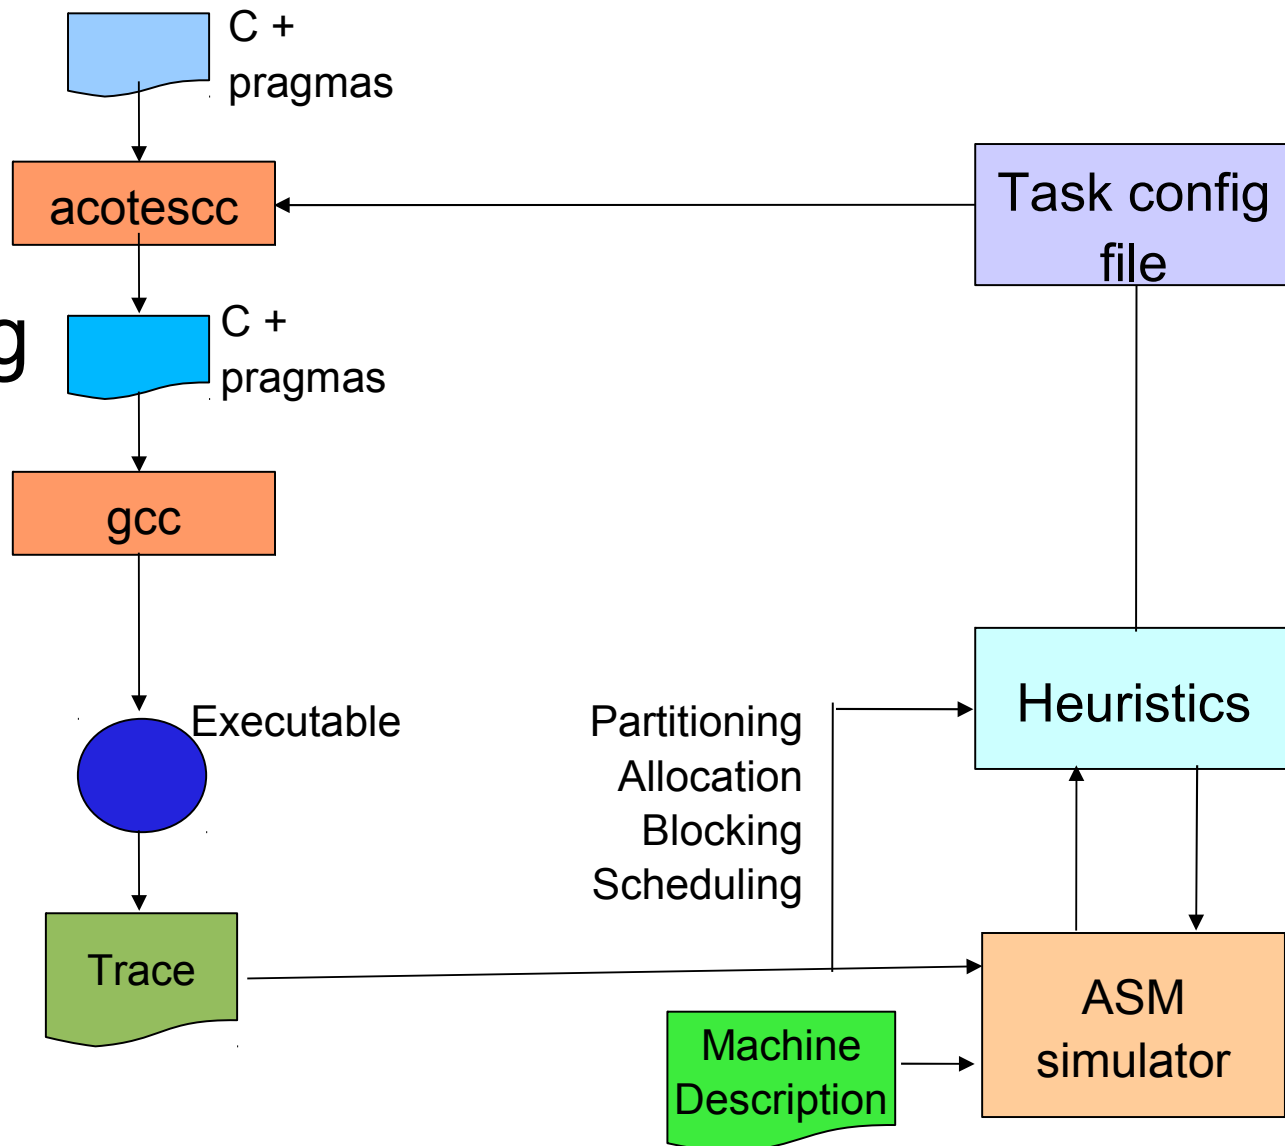 C +
pragmas
acotescc
Task config
file
g
C +
pragmas
gcc
Executable
Partitioning
Allocation
Blocking
Scheduling
Heuristics
Trace
Machine
Description
ASM
simulator